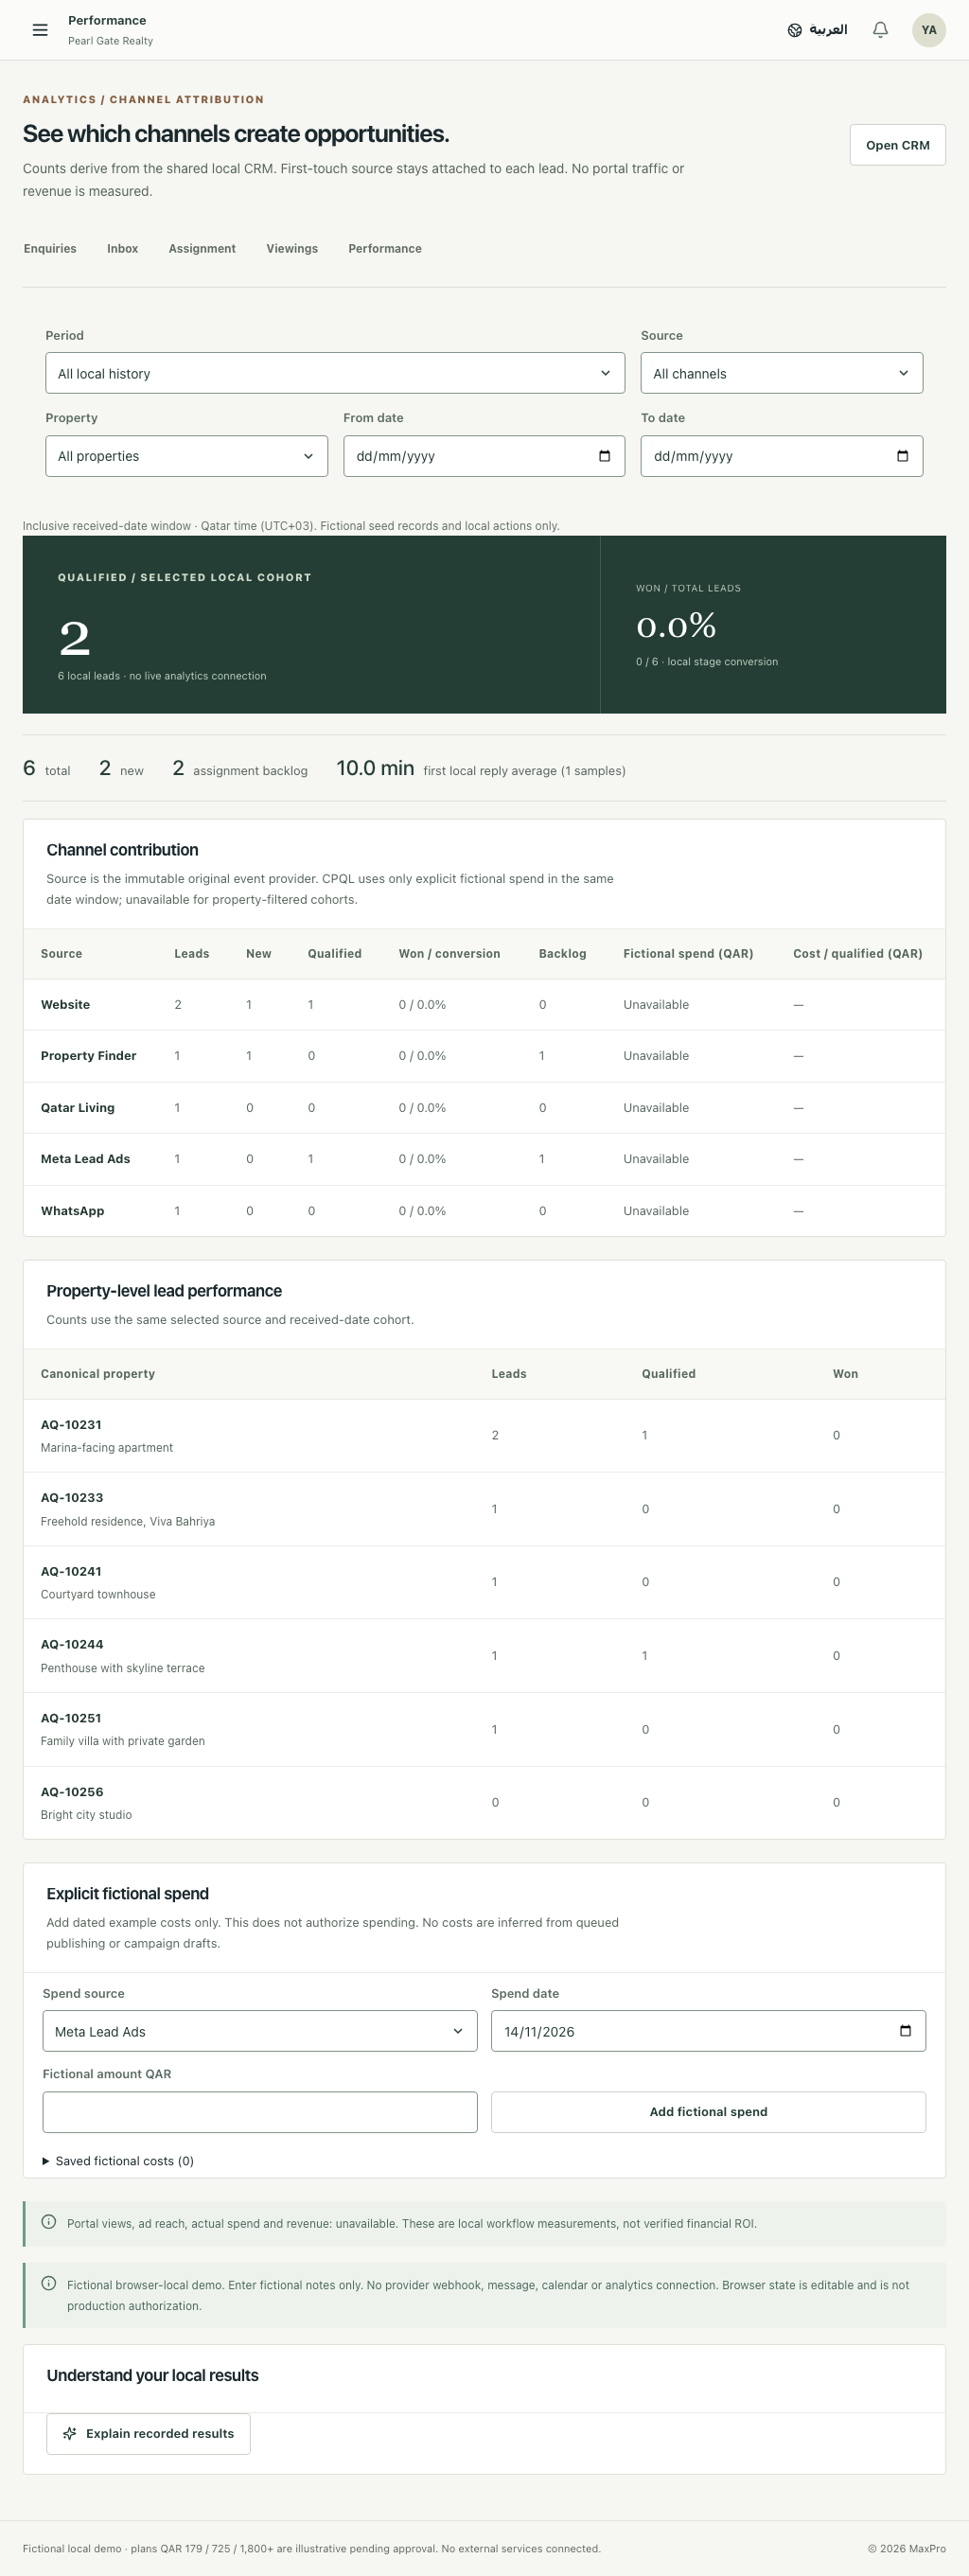 Performance
Pearl Gate Realty
العربية
YA
ANALYTICS / CHANNEL ATTRIBUTION
See which channels create opportunities.
Counts derive from the shared local CRM. First-touch source stays attached to each lead. No portal traffic or
revenue is measured.
Open CRM
Enquiries Inbox Assignment Viewings Performance
Period Source
All local history All channels
Property From date To date
All properties dd/mm/yyyy dd/mm/yyyy
Inclusive received-date window · Qatar time (UTC+03). Fictional seed records and local actions only.
QUALIFIED / SELECTED LOCAL COHORT
2
6 local leads · no live analytics connection
WON / TOTAL LEADS
0.0%
0 / 6 · local stage conversion
6 total 2 new 2 assignment backlog 10.0 min first local reply average (1 samples)
Channel contribution
Source is the immutable original event provider. CPQL uses only explicit fictional spend in the same
date window; unavailable for property-filtered cohorts.
Source Leads New Qualified Won / conversion Backlog Fictional spend (QAR) Cost / qualified (QAR)
Website 2 1 1 0 / 0.0% 0 Unavailable —
Property Finder 1 1 0 0 / 0.0% 1 Unavailable —
Qatar Living 1 0 0 0 / 0.0% 0 Unavailable —
Meta Lead Ads 1 0 1 0 / 0.0% 1 Unavailable —
WhatsApp 1 0 0 0 / 0.0% 0 Unavailable —
Property-level lead performance
Counts use the same selected source and received-date cohort.
Canonical property Leads Qualified Won
AQ-10231
Marina-facing apartment
2 1 0
AQ-10233
Freehold residence, Viva Bahriya
1 0 0
AQ-10241
Courtyard townhouse
1 0 0
AQ-10244
Penthouse with skyline terrace
1 1 0
AQ-10251
Family villa with private garden
1 0 0
AQ-10256
Bright city studio
0 0 0
Explicit fictional spend
Add dated example costs only. This does not authorize spending. No costs are inferred from queued
publishing or campaign drafts.
Spend source Spend date
Meta Lead Ads 14/11/2026
Fictional amount QAR
Add fictional spend
Saved fictional costs (0)
Portal views, ad reach, actual spend and revenue: unavailable. These are local workflow measurements, not verified financial ROI.
Fictional browser-local demo. Enter fictional notes only. No provider webhook, message, calendar or analytics connection. Browser state is editable and is not
production authorization.
Understand your local results
Explain recorded results
Fictional local demo · plans QAR 179 / 725 / 1,800+ are illustrative pending approval. No external services connected.
© 2026 MaxPro